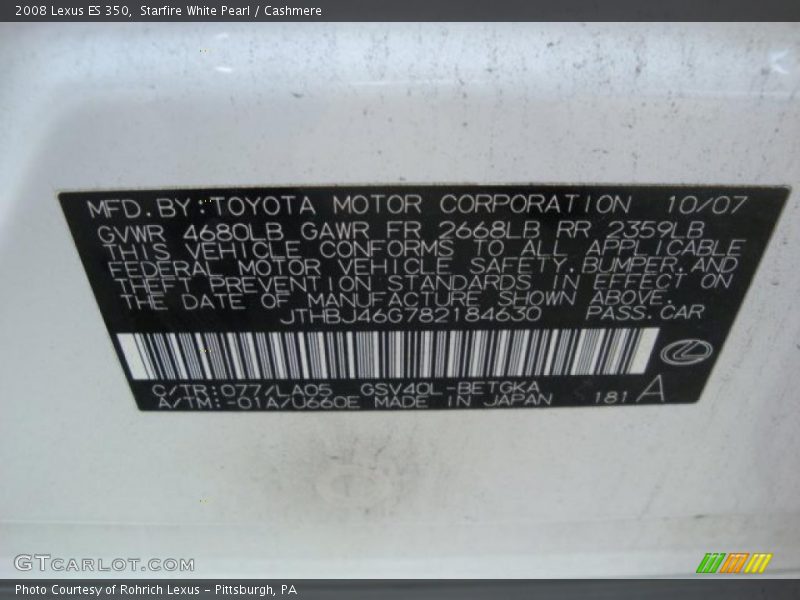 2008 Lexus ES 350, Starfire White Pearl / Cashmere
MFD. BY: TOYOTA MOTOR CORPORATION 10/07
GVWR 4680LB GAWR FR 2668LB RR 2359LB
THIS VEHICLE CONFORMS TO ALL APPLICABLE
FEDERAL MOTOR VEHICLE SAFETY, BUMPER, AND
THEFT PREVENTION STANDARDS IN EFFECT ON
THE DATE OF MANUFACTURE SHOWN ABOVE.
JTHBJ46G782184630 PASS. CAR
C/TR: 077/LA05 GSV40L-BETGKA
A/TM: -01A/U660E MADE IN JAPAN 181 A
GTCARLOT.COM
Photo Courtesy of Rohrich Lexus - Pittsburgh, PA